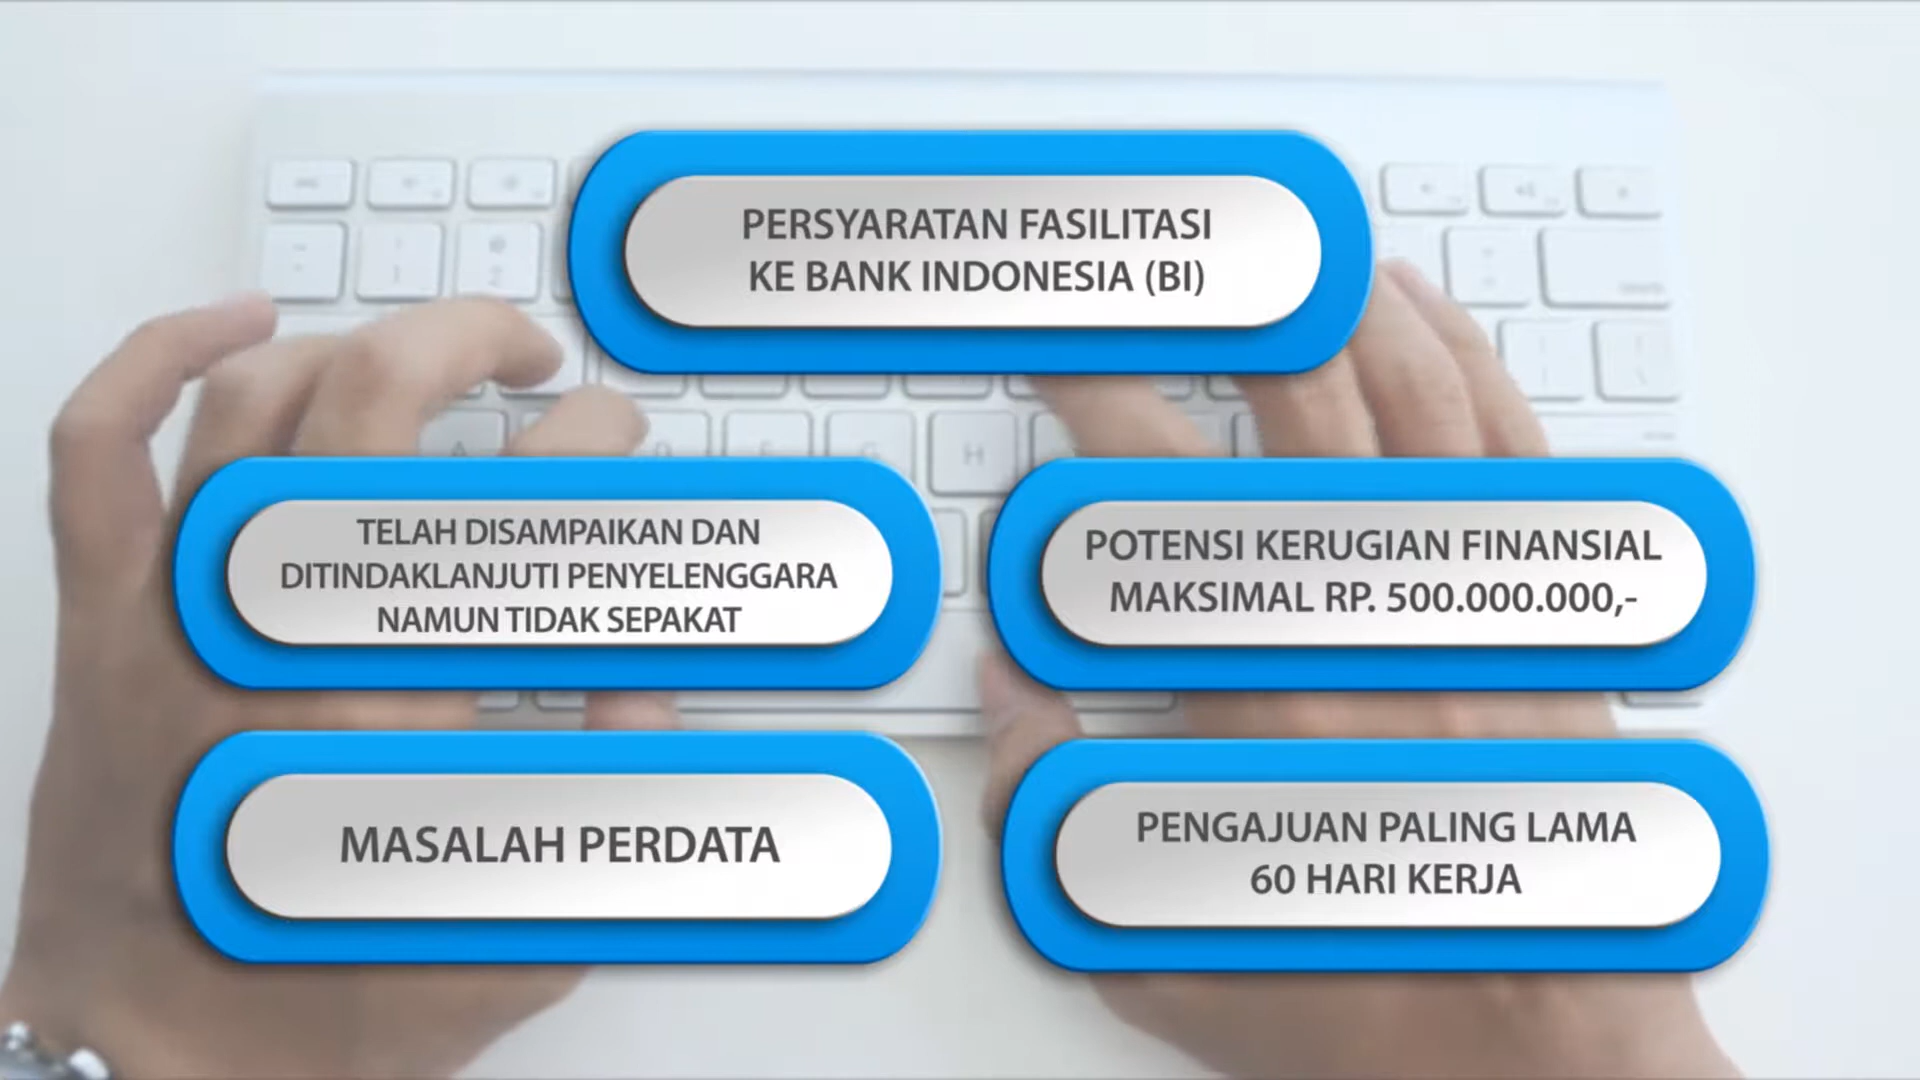 PERSYARATAN FASILITASI
KE BANK INDONESIA (BI)
TELAH DISAMPAIKAN DAN
DITINDAKLANJUTI PENYELENGGARA
NAMUN TIDAK SEPAKAT
POTENSI KERUGIAN FINANSIAL
MAKSIMAL RP. 500.000.000,-
MASALAH PERDATA
PENGAJUAN PALING LAMA
60 HARI KERJA